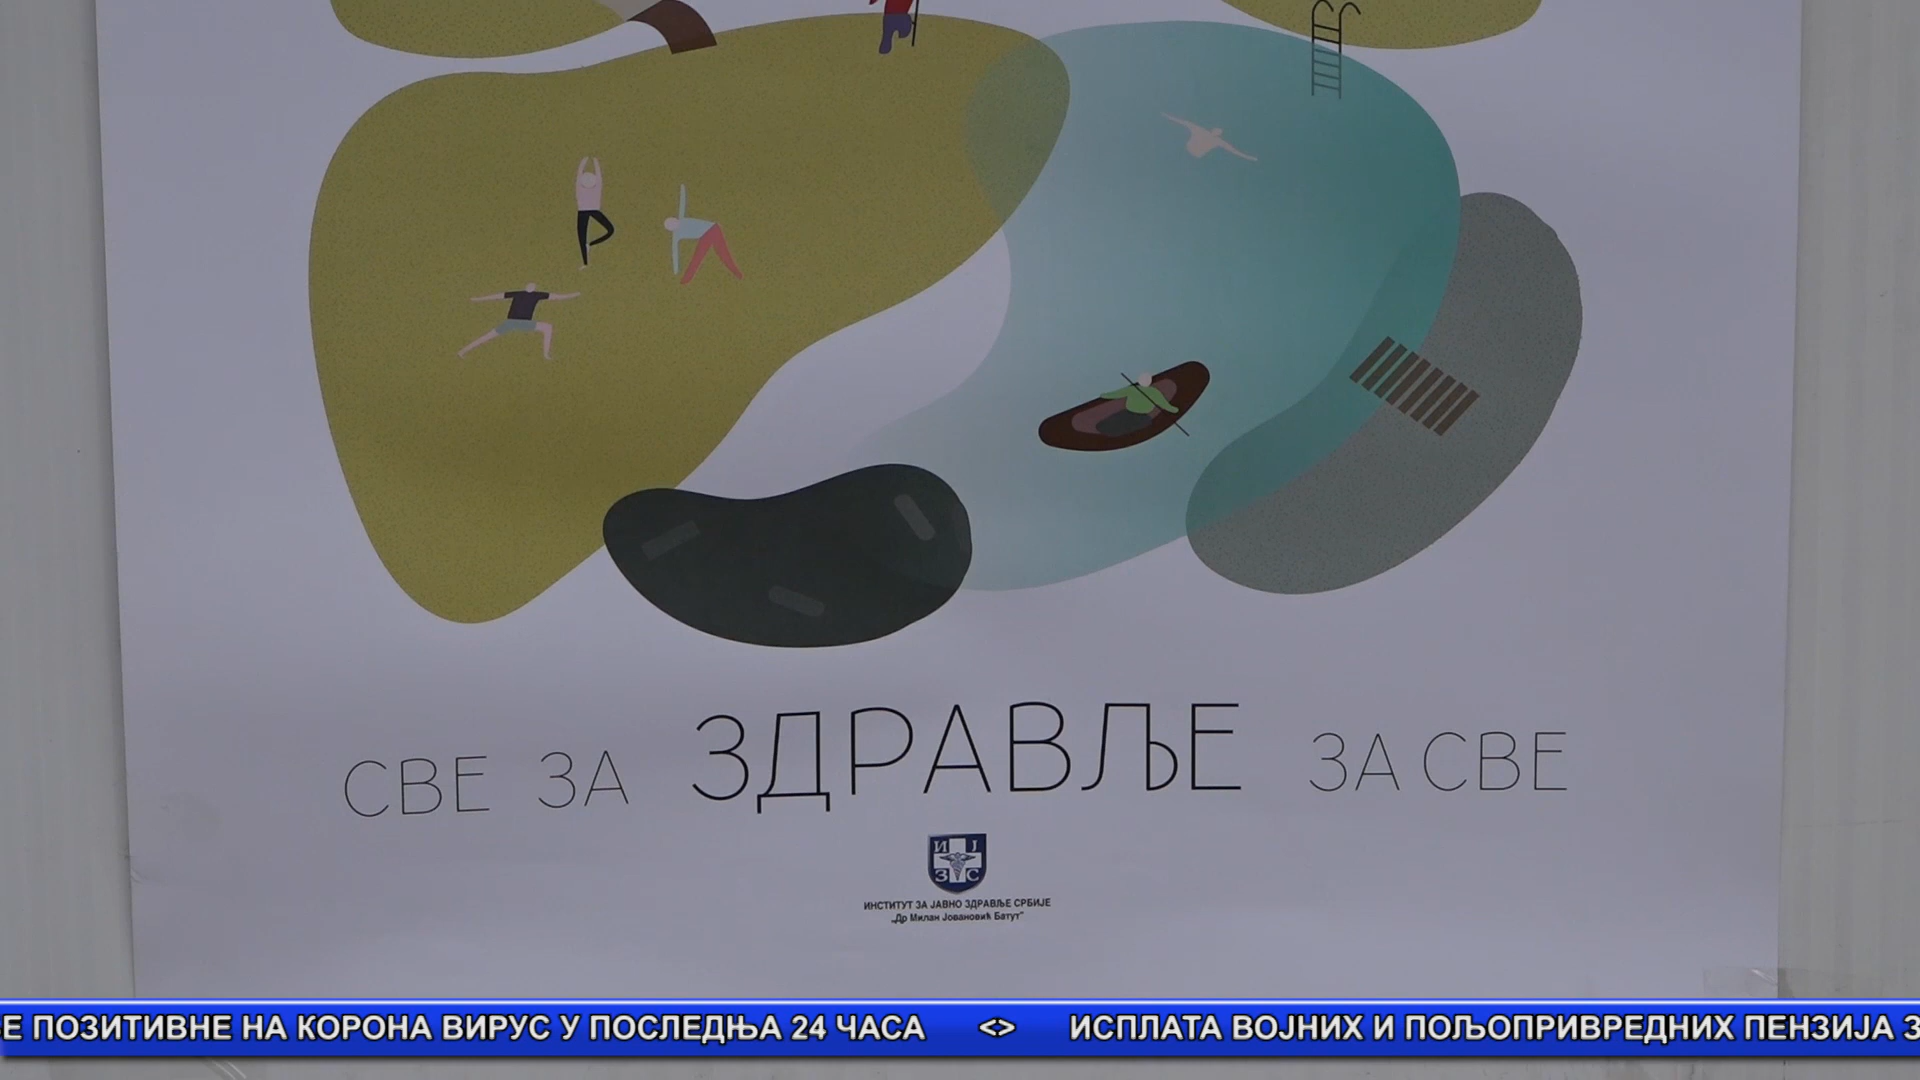 СВЕ ЗА ЗДРАВЉЕ ЗА СВЕ
И Ј
З С
ИНСТИТУТ ЗА ЈАВНО ЗДРАВЉЕ СРБИЈЕ
„Др Милан Јовановић Батут"
Е ПОЗИТИВНЕ НА КОРОНА ВИРУС У ПОСЛЕДЊА 24 ЧАСА <> ИСПЛАТА ВОЈНИХ И ПОЉОПРИВРЕДНИХ ПЕНЗИЈА З